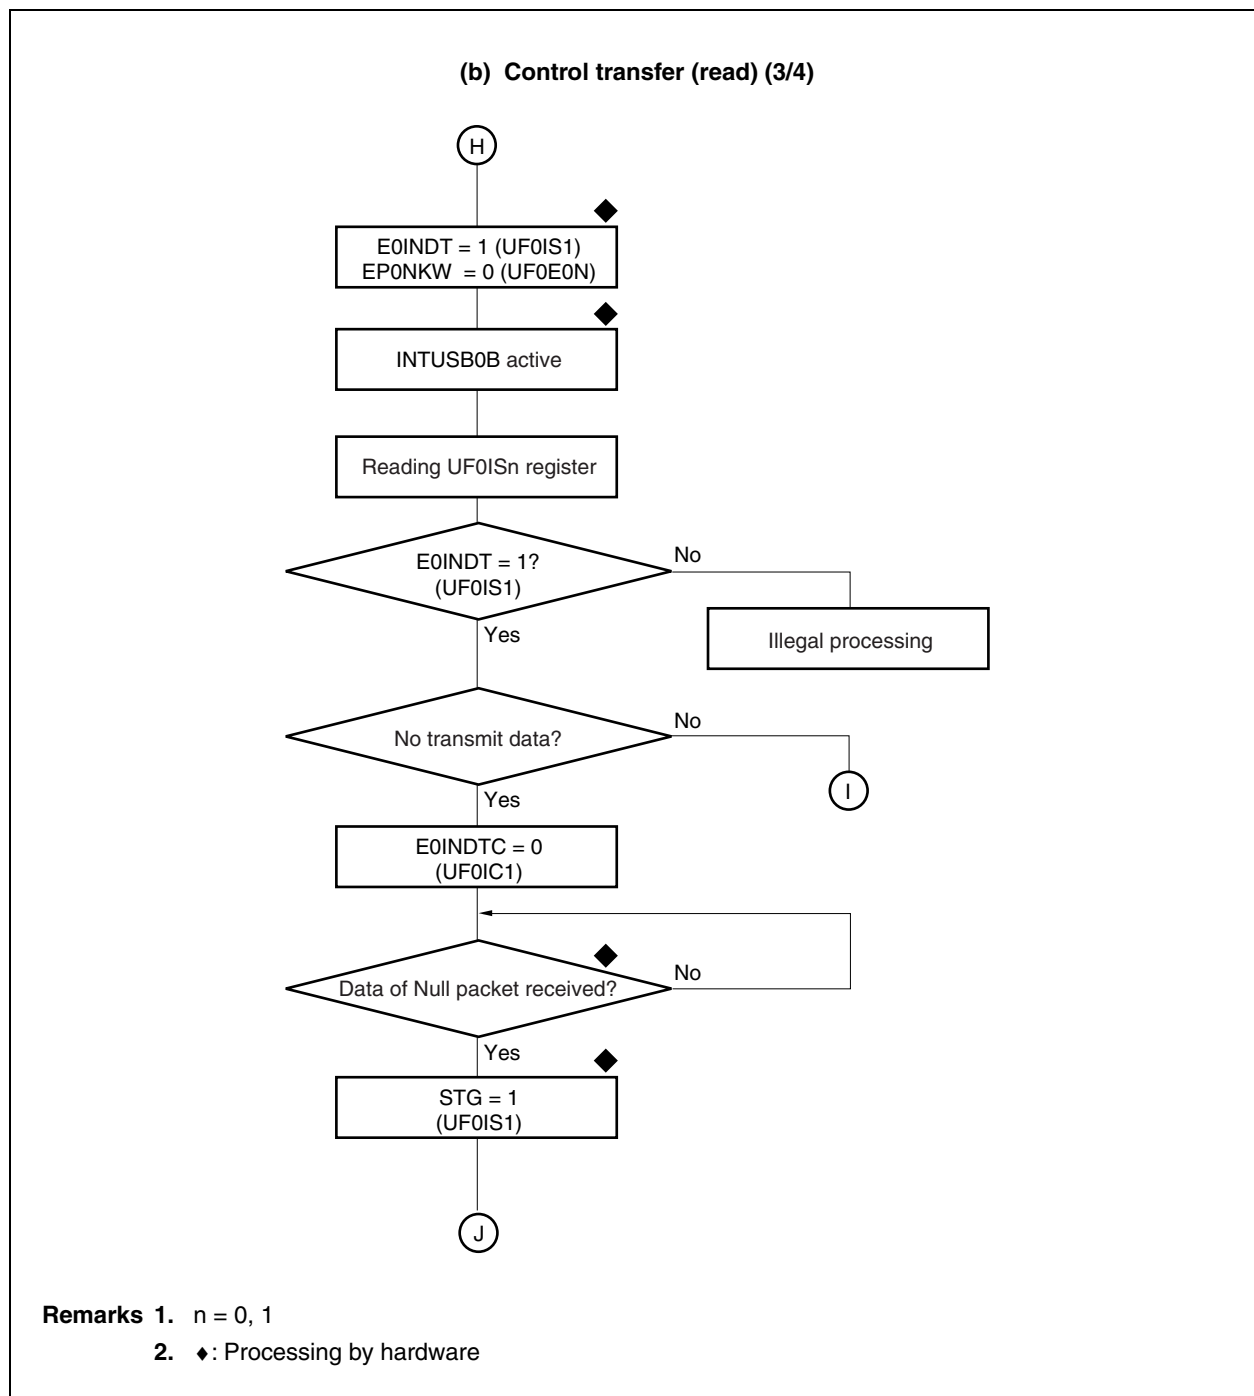 (b) Control transfer (read) (3/4)
H
E0INDT = 1 (UF0IS1)
EP0NKW = 0 (UF0E0N)
INTUSB0B active
Reading UF0ISn register
E0INDT = 1?
(UF0IS1)
No
Yes
Illegal processing
No transmit data?
No
Yes
I
E0INDTC = 0
(UF0IC1)
Data of Null packet received?
No
Yes
STG = 1
(UF0IS1)
J
Remarks 1. n = 0, 1
2. ♦: Processing by hardware